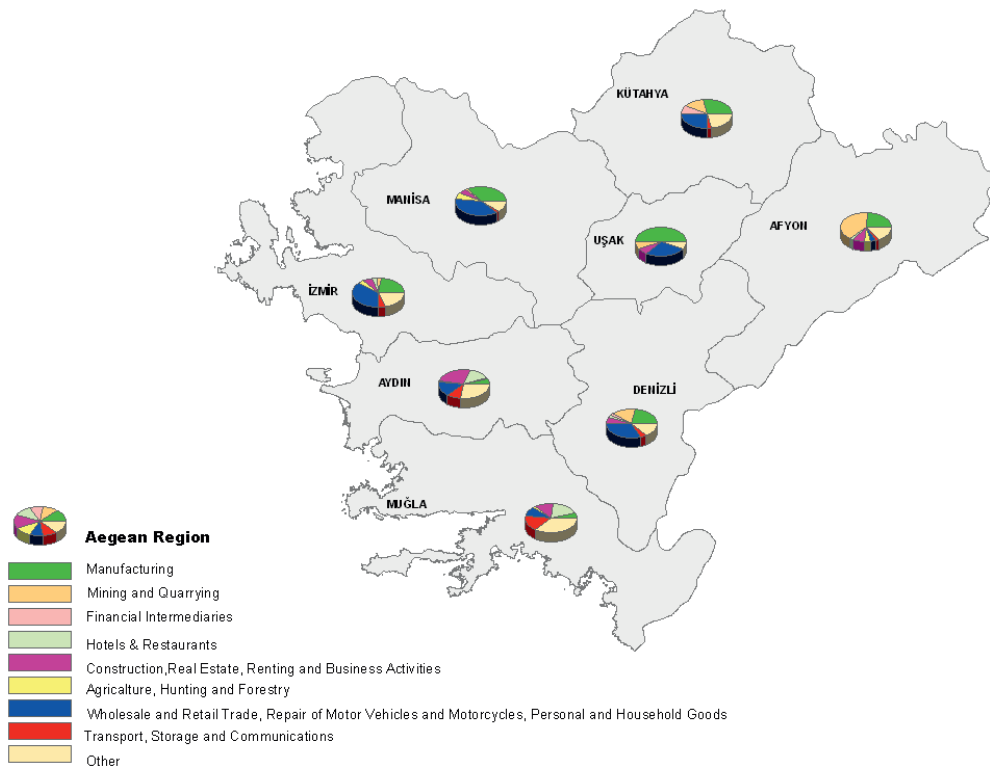 KÜTAHYA
MANİSA
UŞAK
AFYON
İZMİR
AYDIN
DENİZLİ
MUĞLA
Aegean Region
Manufacturing
Mining and Quarrying
Financial Intermediaries
Hotels & Restaurants
Construction,Real Estate, Renting and Business Activities
Agricalture, Hunting and Forestry
Wholesale and Retail Trade, Repair of Motor Vehicles and Motorcycles, Personal and Household Goods
Transport, Storage and Communications
Other